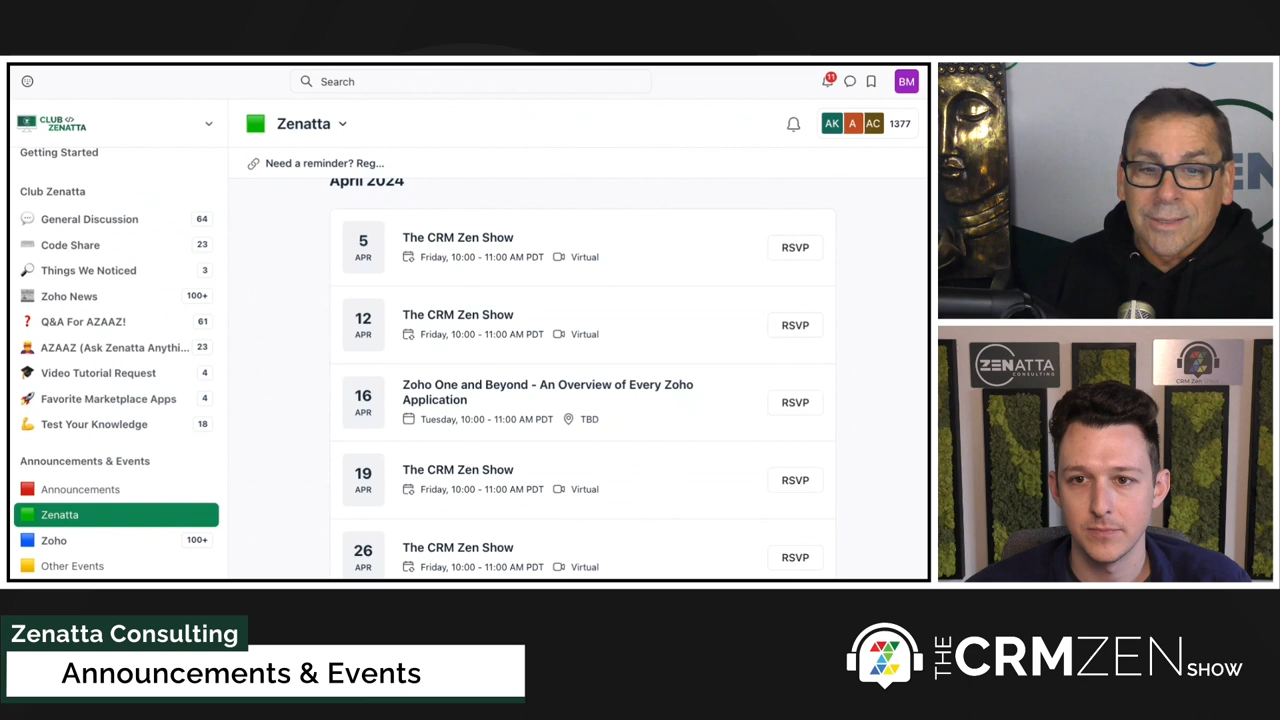 Search
11
BM
CLUB </>
ZENATTA
Zenatta
AK
A
AC
1377
Need a reminder? Reg...
Getting Started
Club Zenatta
General Discussion 64
Code Share 23
Things We Noticed 3
Zoho News 100+
Q&A For AZAAZ! 61
AZAAZ (Ask Zenatta Anythi... 23
Video Tutorial Request 4
Favorite Marketplace Apps 4
Test Your Knowledge 18
Announcements & Events
Announcements
Zenatta
Zoho 100+
Other Events
April 2024
5
APR
The CRM Zen Show
Friday, 10:00 - 11:00 AM PDT Virtual
RSVP
12
APR
The CRM Zen Show
Friday, 10:00 - 11:00 AM PDT Virtual
RSVP
16
APR
Zoho One and Beyond - An Overview of Every Zoho
Application
Tuesday, 10:00 - 11:00 AM PDT TBD
RSVP
19
APR
The CRM Zen Show
Friday, 10:00 - 11:00 AM PDT Virtual
RSVP
26
APR
The CRM Zen Show
Friday, 10:00 - 11:00 AM PDT Virtual
RSVP
EN
ZENATTA
CONSULTING
CRM Zen Show
Zenatta Consulting
Announcements & Events
THE CRMZEN SHOW